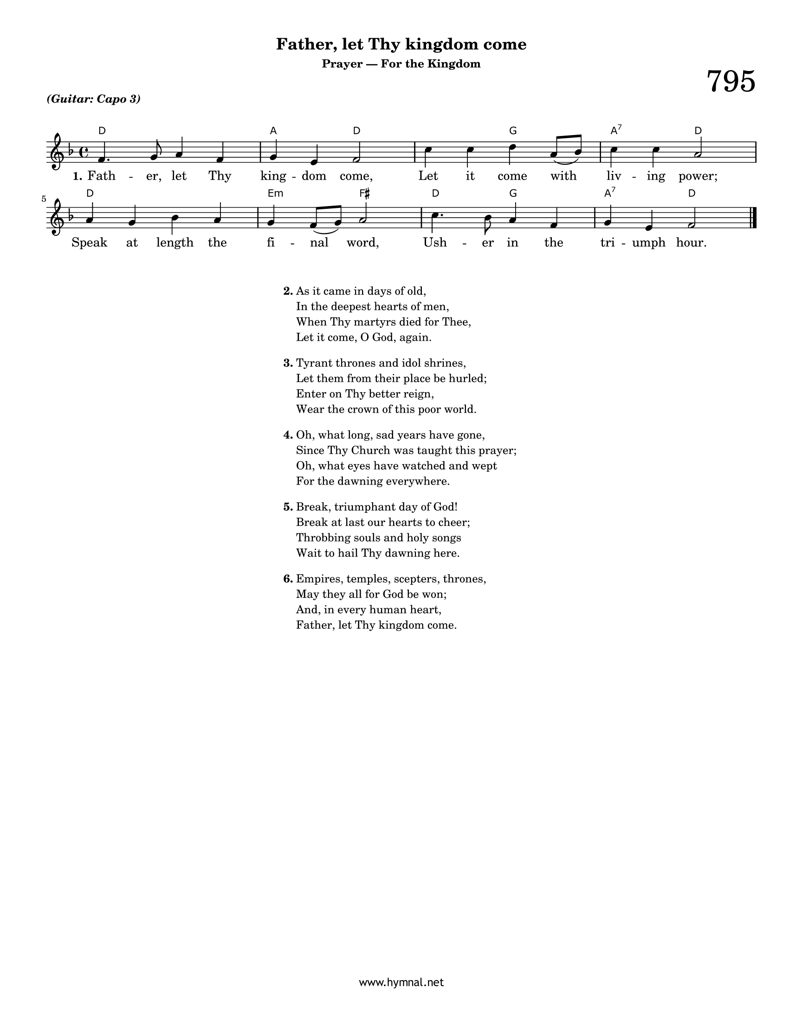 Father, let Thy kingdom come
Prayer — For the Kingdom
795
(Guitar: Capo 3)
D A D G A7 D
1. Fath - er, let Thy king - dom come, Let it come with liv - ing power;
5
D Em F♯ D G A7 D
Speak at length the fi - nal word, Ush - er in the tri - umph hour.
2. As it came in days of old,
In the deepest hearts of men,
When Thy martyrs died for Thee,
Let it come, O God, again.
3. Tyrant thrones and idol shrines,
Let them from their place be hurled;
Enter on Thy better reign,
Wear the crown of this poor world.
4. Oh, what long, sad years have gone,
Since Thy Church was taught this prayer;
Oh, what eyes have watched and wept
For the dawning everywhere.
5. Break, triumphant day of God!
Break at last our hearts to cheer;
Throbbing souls and holy songs
Wait to hail Thy dawning here.
6. Empires, temples, scepters, thrones,
May they all for God be won;
And, in every human heart,
Father, let Thy kingdom come.
www.hymnal.net